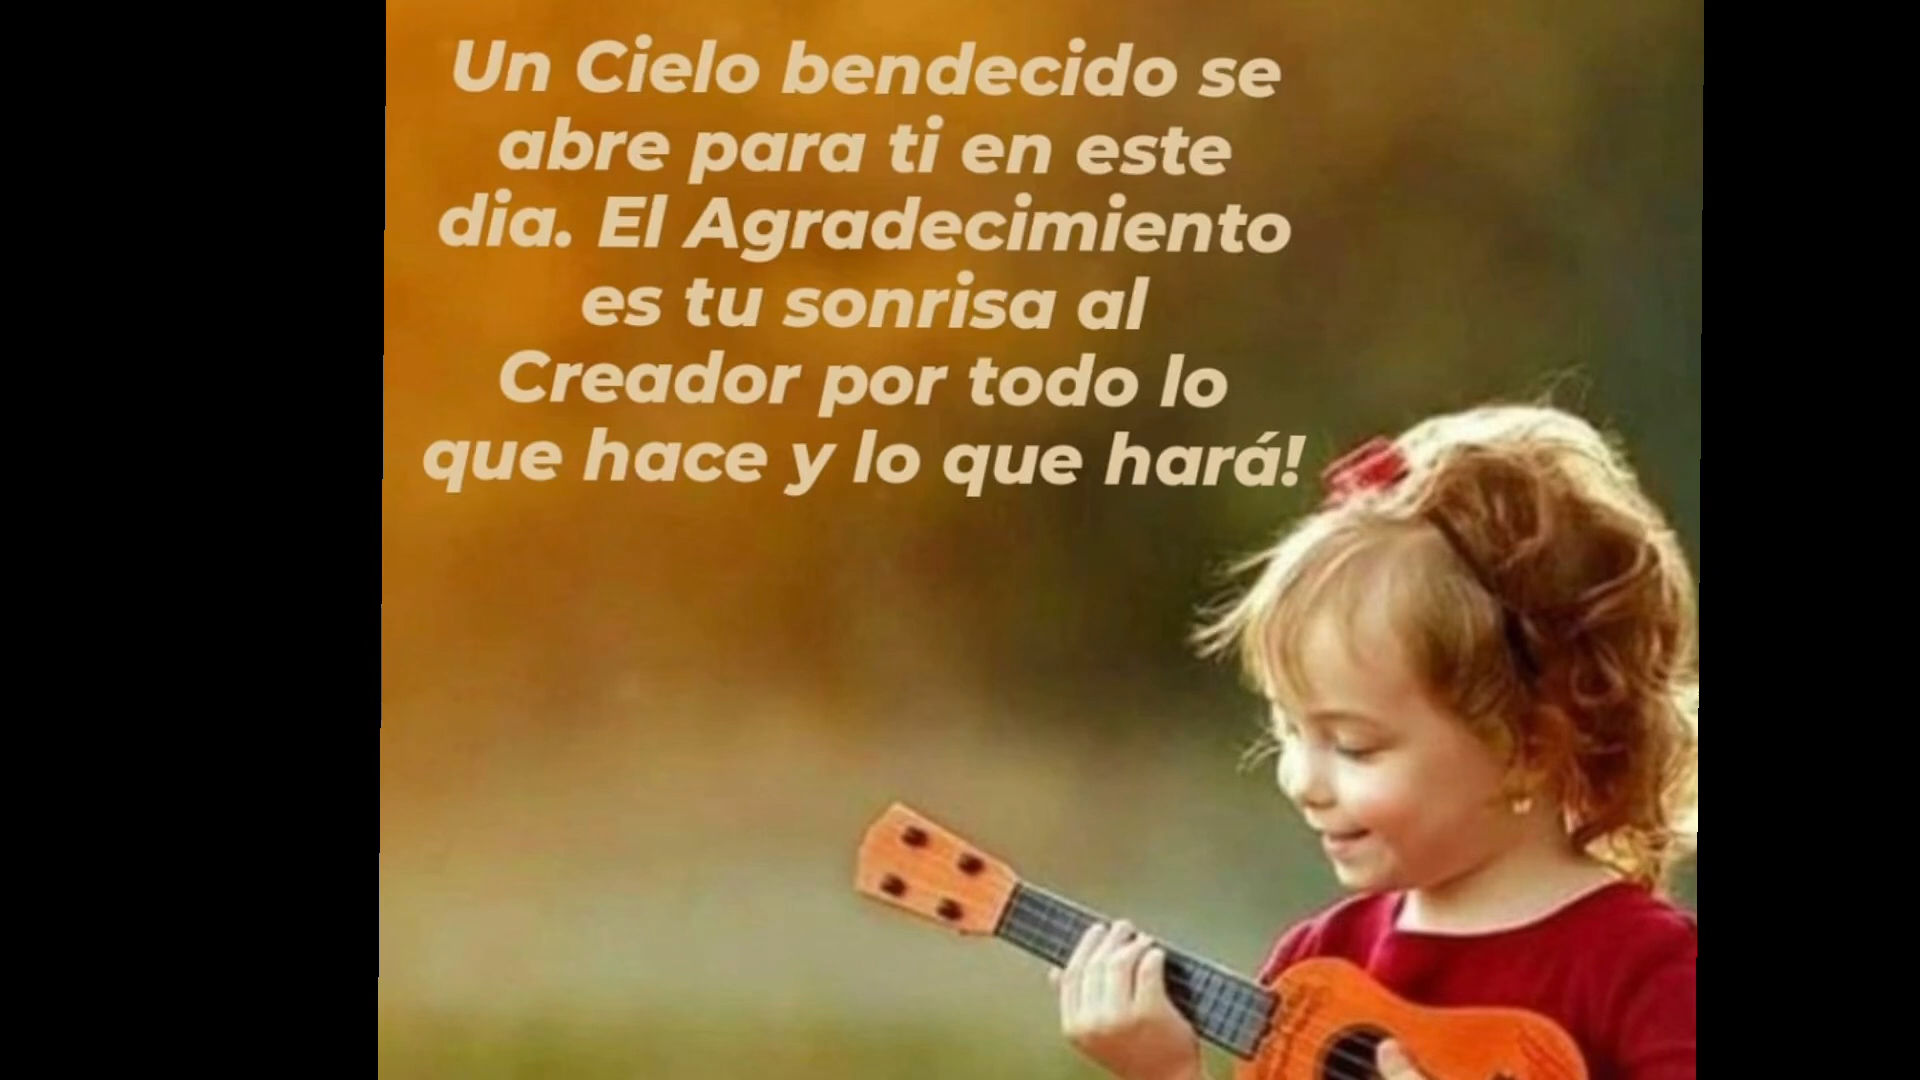 Un Cielo bendecido se
abre para ti en este
dia. El Agradecimiento
es tu sonrisa al
Creador por todo lo
que hace y lo que hará!